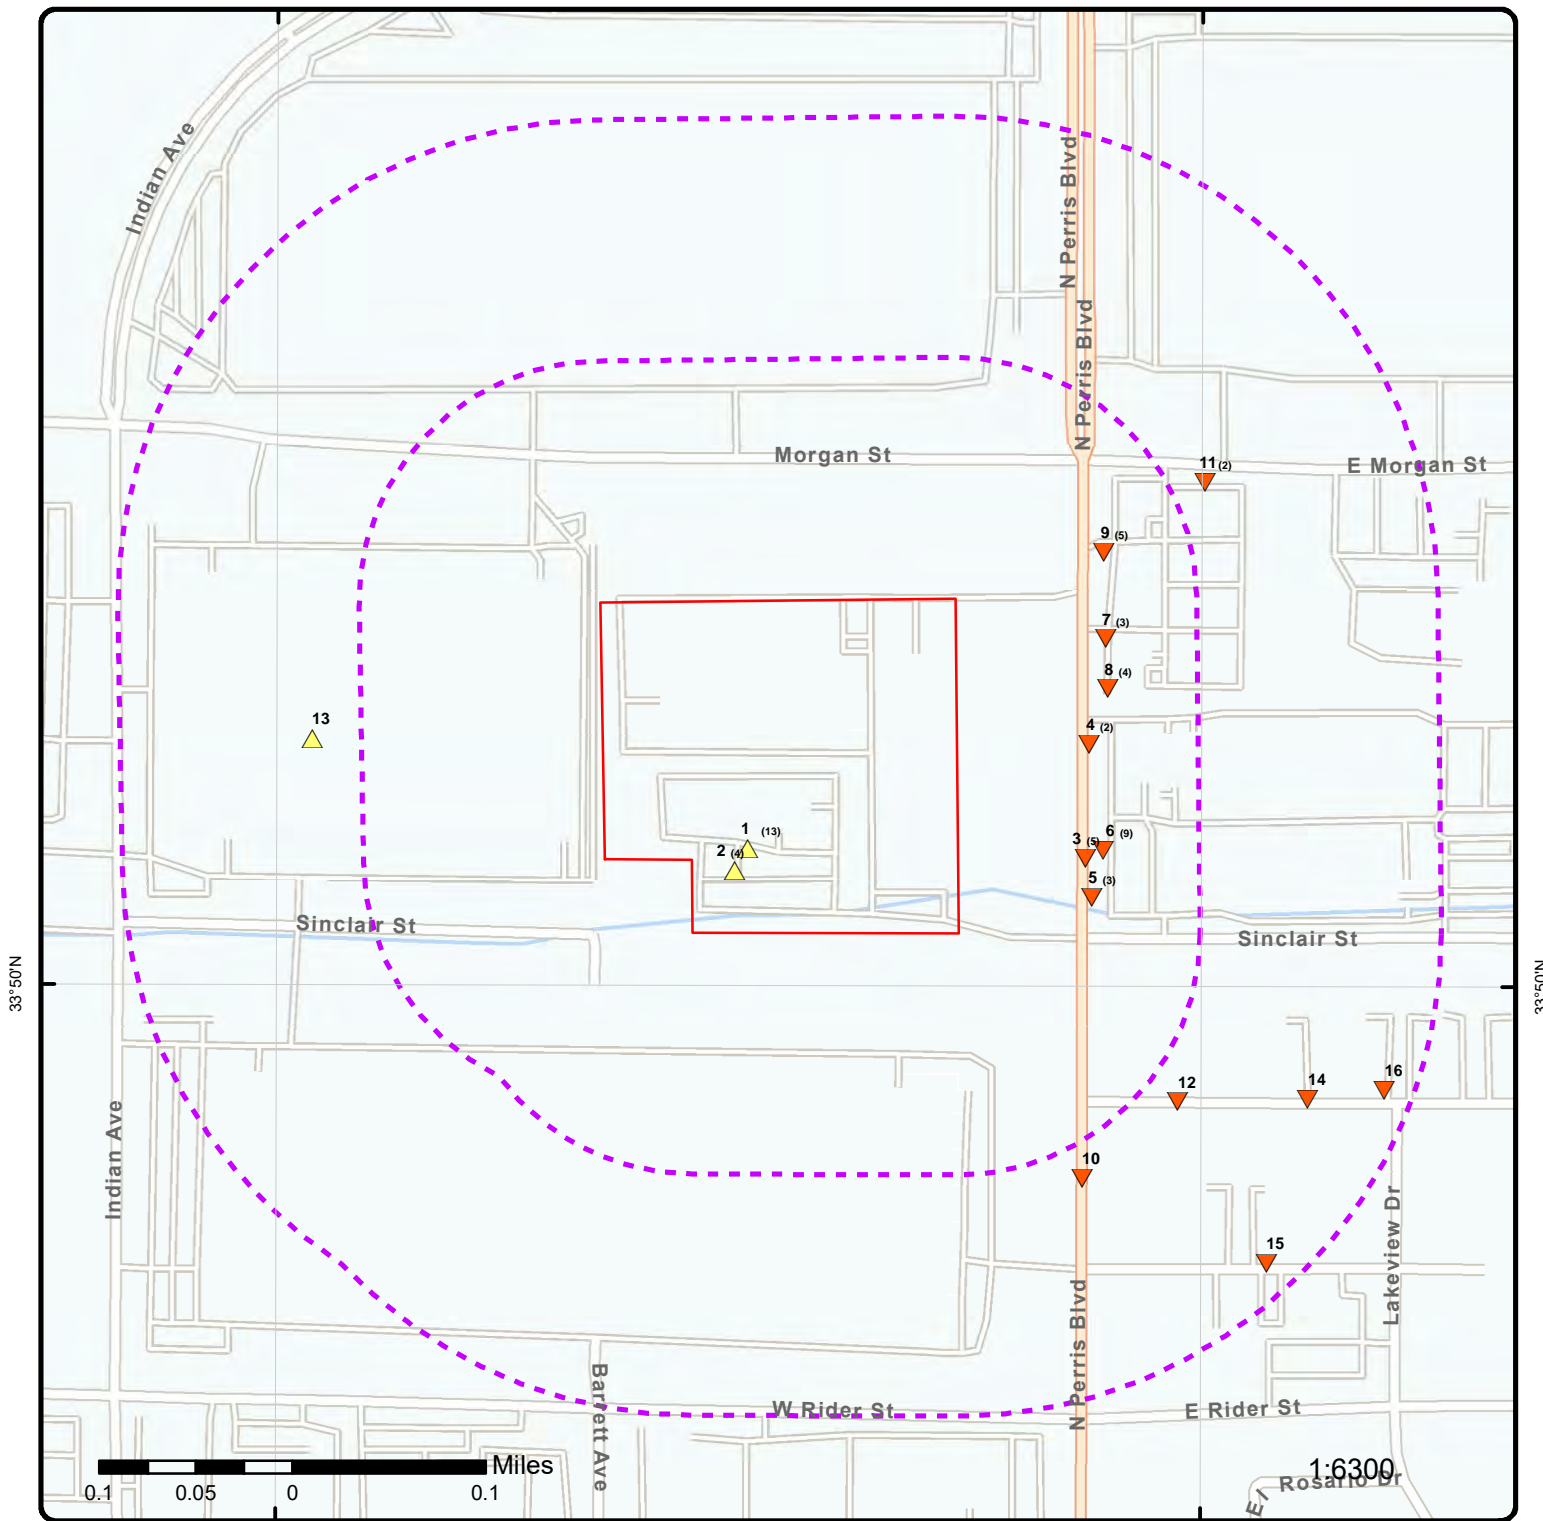 Indian Ave
N Perris Blvd
N Perris Blvd
Morgan St
11 (2)
E Morgan St
9 (5)
7 (3)
8 (4)
13
4 (2)
1 (13)
2 (4)
3 (5)
6 (9)
5 (3)
Sinclair St
Sinclair St
33°50'N
33°50'N
12
14
16
Indian Ave
10
15
Lakeview Dr
N Perris Blvd
Barrett Ave
W Rider St
E Rider St
Miles
0.1 0.05 0 0.1
1:6300
El Rosario Dr